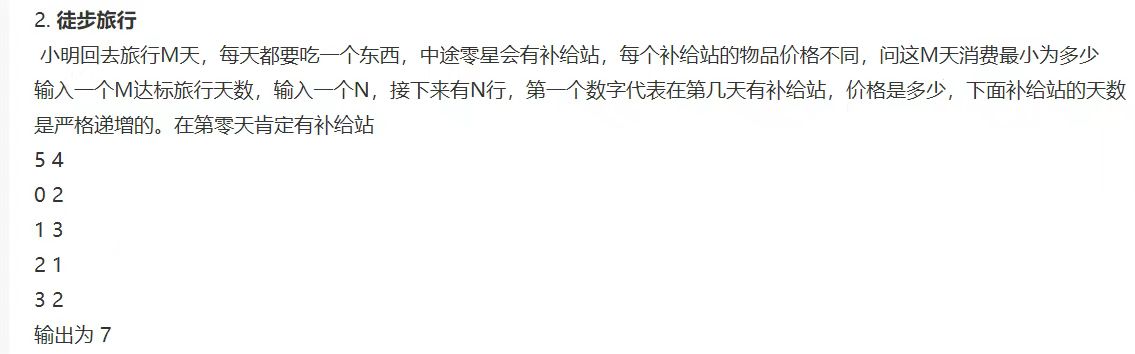 2. 徒步旅行
小明回去旅行M天，每天都要吃一个东西，中途零星会有补给站，每个补给站的物品价格不同，问这M天消费最小为多少
输入一个M达标旅行天数，输入一个N，接下来有N行，第一个数字代表在第几天有补给站，价格是多少，下面补给站的天数
是严格递增的。在第零天肯定有补给站
5 4
0 2
1 3
2 1
3 2
输出为 7